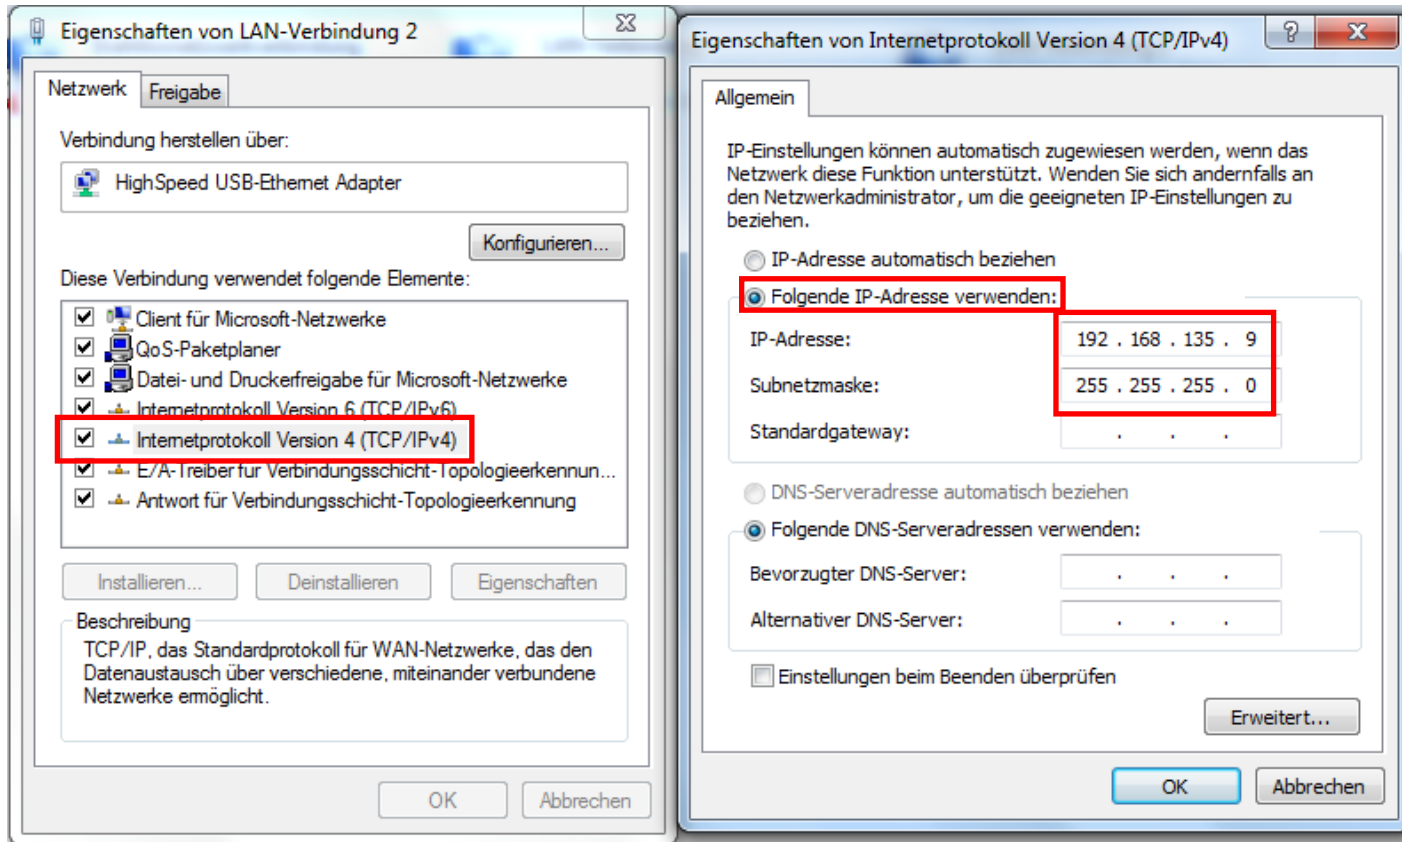 Eigenschaften von LAN-Verbindung 2
Netzwerk
Freigabe
Verbindung herstellen über:
HighSpeed USB-Ethernet Adapter
Konfigurieren...
Diese Verbindung verwendet folgende Elemente:
Client für Microsoft-Netzwerke
QoS-Paketplaner
Datei- und Druckerfreigabe für Microsoft-Netzwerke
Internetprotokoll Version 6 (TCP/IPv6)
Internetprotokoll Version 4 (TCP/IPv4)
E/A-Treiber für Verbindungsschicht-Topologieerkennun...
Antwort für Verbindungsschicht-Topologieerkennung
Installieren...
Deinstallieren
Eigenschaften
Beschreibung
TCP/IP, das Standardprotokoll für WAN-Netzwerke, das den
Datenaustausch über verschiedene, miteinander verbundene
Netzwerke ermöglicht.
OK
Abbrechen
Eigenschaften von Internetprotokoll Version 4 (TCP/IPv4)
Allgemein
IP-Einstellungen können automatisch zugewiesen werden, wenn das
Netzwerk diese Funktion unterstützt. Wenden Sie sich andernfalls an
den Netzwerkadministrator, um die geeigneten IP-Einstellungen zu
beziehen.
IP-Adresse automatisch beziehen
Folgende IP-Adresse verwenden:
IP-Adresse: 192 . 168 . 135 . 9
Subnetzmaske: 255 . 255 . 255 . 0
Standardgateway: . . .
DNS-Serveradresse automatisch beziehen
Folgende DNS-Serveradressen verwenden:
Bevorzugter DNS-Server: . . .
Alternativer DNS-Server: . . .
Einstellungen beim Beenden überprüfen
Erweitert...
OK
Abbrechen